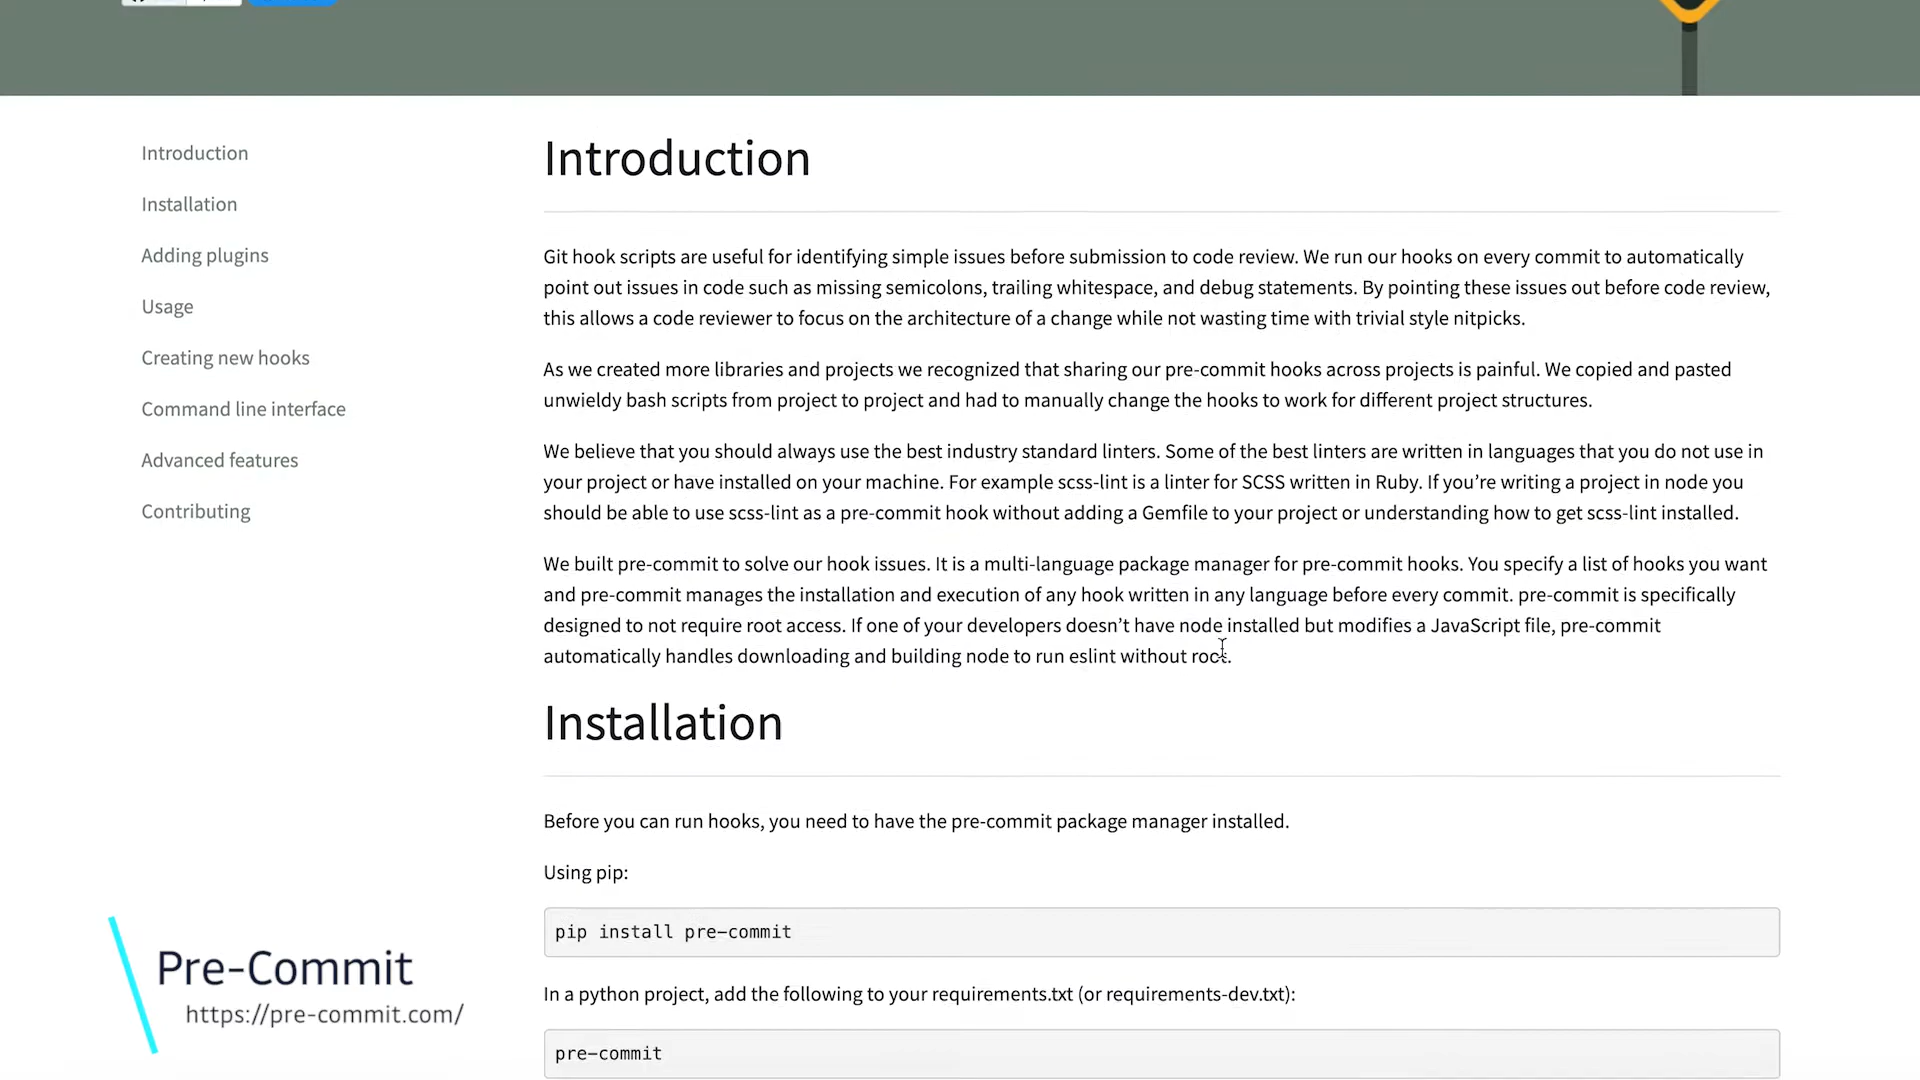 Introduction
Installation
Adding plugins
Usage
Creating new hooks
Command line interface
Advanced features
Contributing
Introduction
Git hook scripts are useful for identifying simple issues before submission to code review. We run our hooks on every commit to automatically
point out issues in code such as missing semicolons, trailing whitespace, and debug statements. By pointing these issues out before code review,
this allows a code reviewer to focus on the architecture of a change while not wasting time with trivial style nitpicks.
As we created more libraries and projects we recognized that sharing our pre-commit hooks across projects is painful. We copied and pasted
unwieldy bash scripts from project to project and had to manually change the hooks to work for different project structures.
We believe that you should always use the best industry standard linters. Some of the best linters are written in languages that you do not use in
your project or have installed on your machine. For example scss-lint is a linter for SCSS written in Ruby. If you’re writing a project in node you
should be able to use scss-lint as a pre-commit hook without adding a Gemfile to your project or understanding how to get scss-lint installed.
We built pre-commit to solve our hook issues. It is a multi-language package manager for pre-commit hooks. You specify a list of hooks you want
and pre-commit manages the installation and execution of any hook written in any language before every commit. pre-commit is specifically
designed to not require root access. If one of your developers doesn’t have node installed but modifies a JavaScript file, pre-commit
automatically handles downloading and building node to run eslint without root.
Installation
Before you can run hooks, you need to have the pre-commit package manager installed.
Using pip:
pip install pre-commit
In a python project, add the following to your requirements.txt (or requirements-dev.txt):
pre-commit
Pre-Commit
https://pre-commit.com/